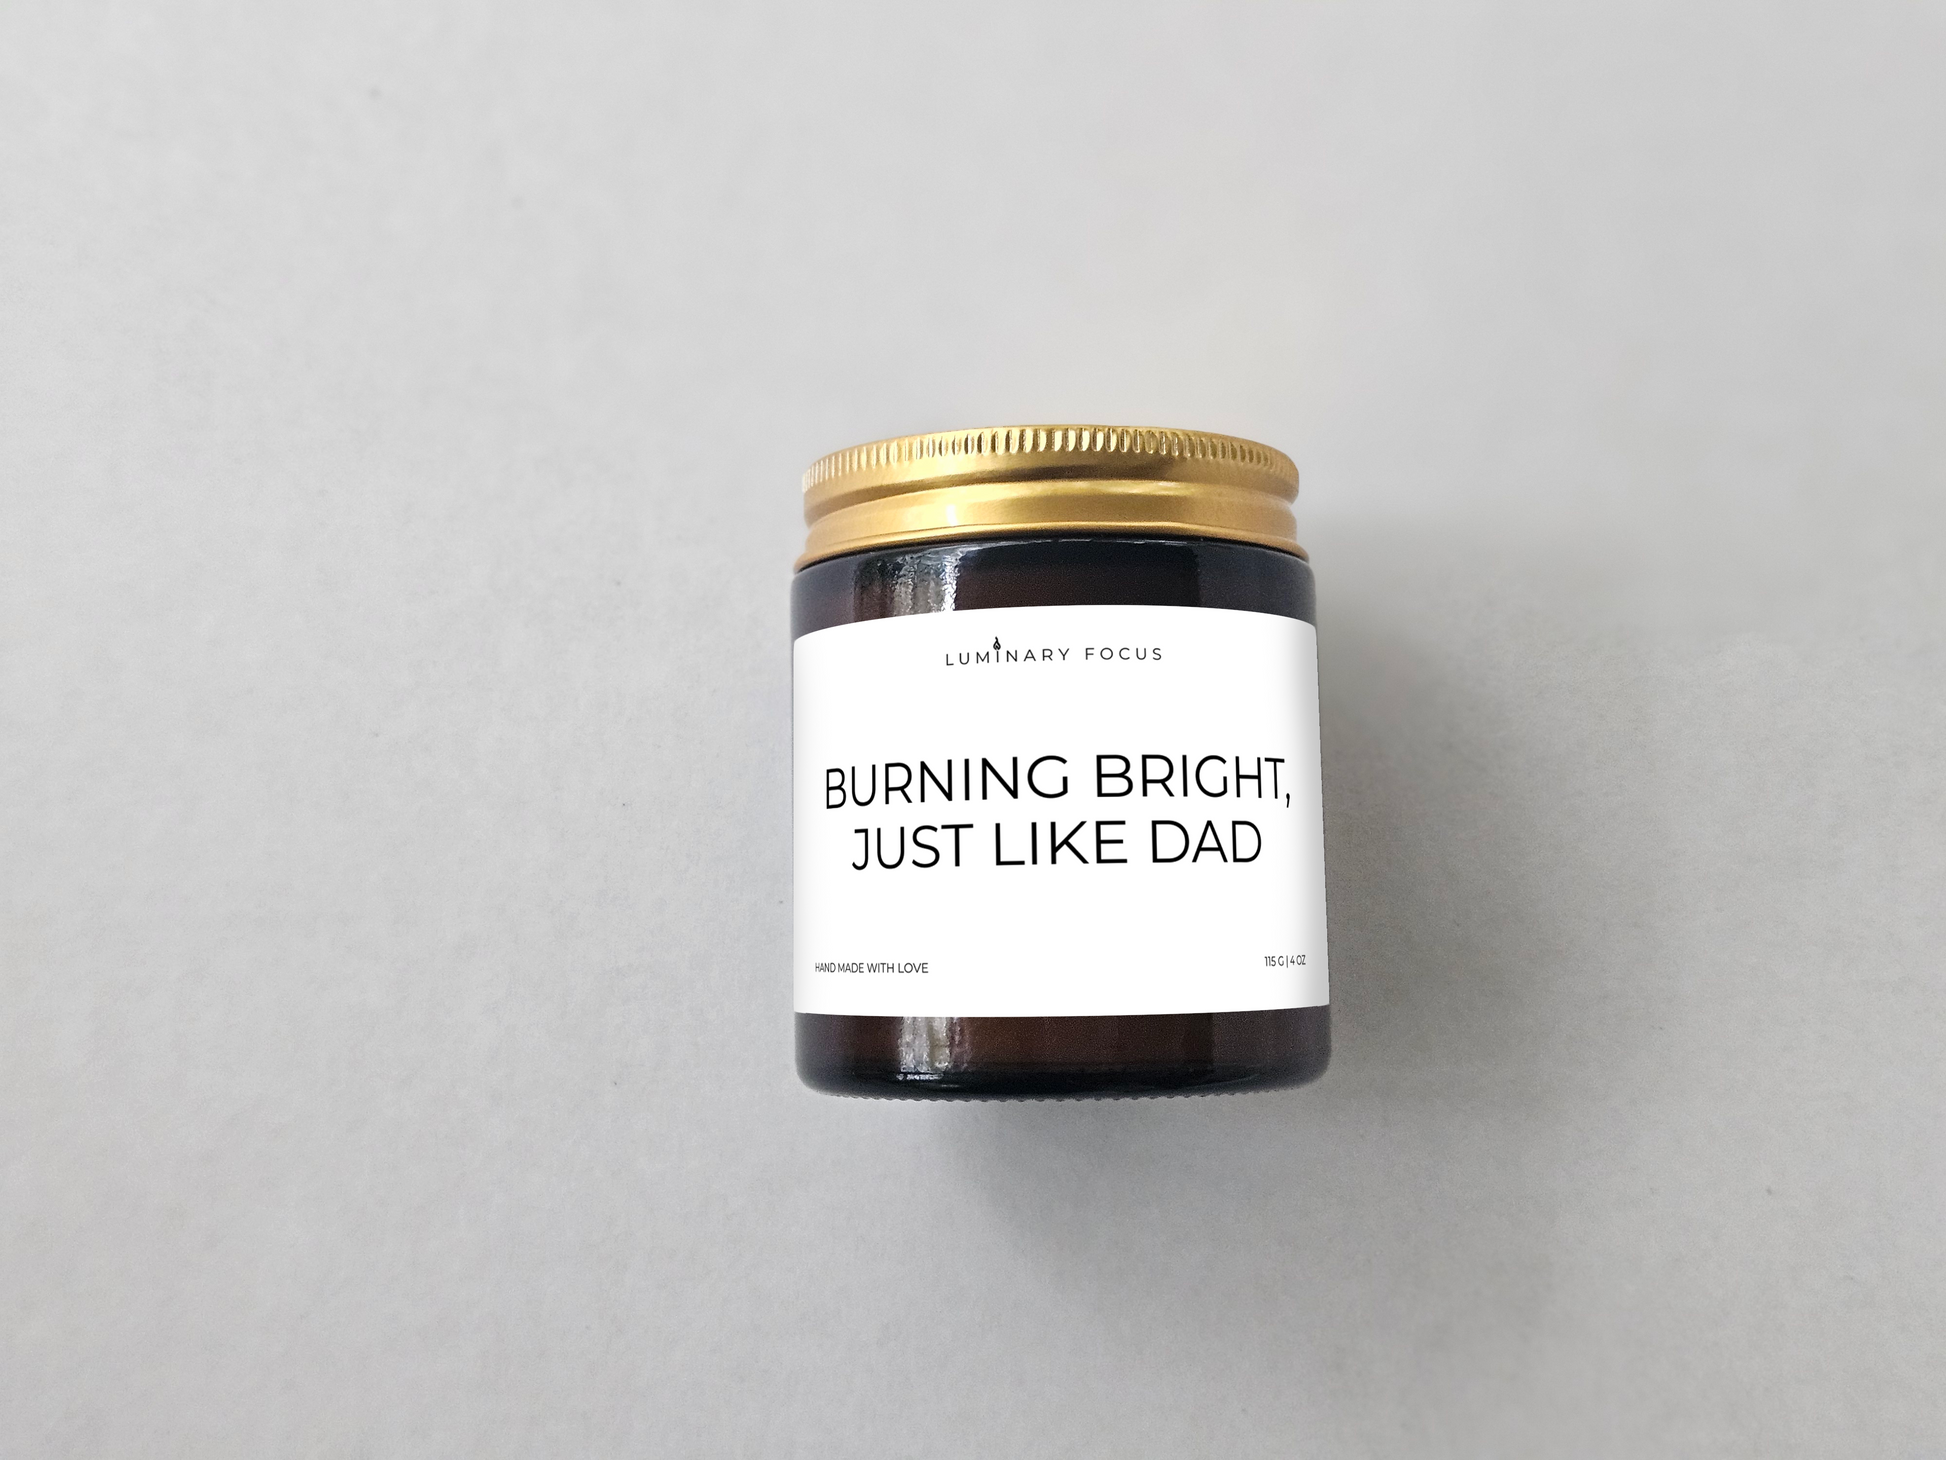 LUMINARY FOCUS
BURNING BRIGHT,
JUST LIKE DAD
HAND MADE WITH LOVE
115 G | 4 OZ